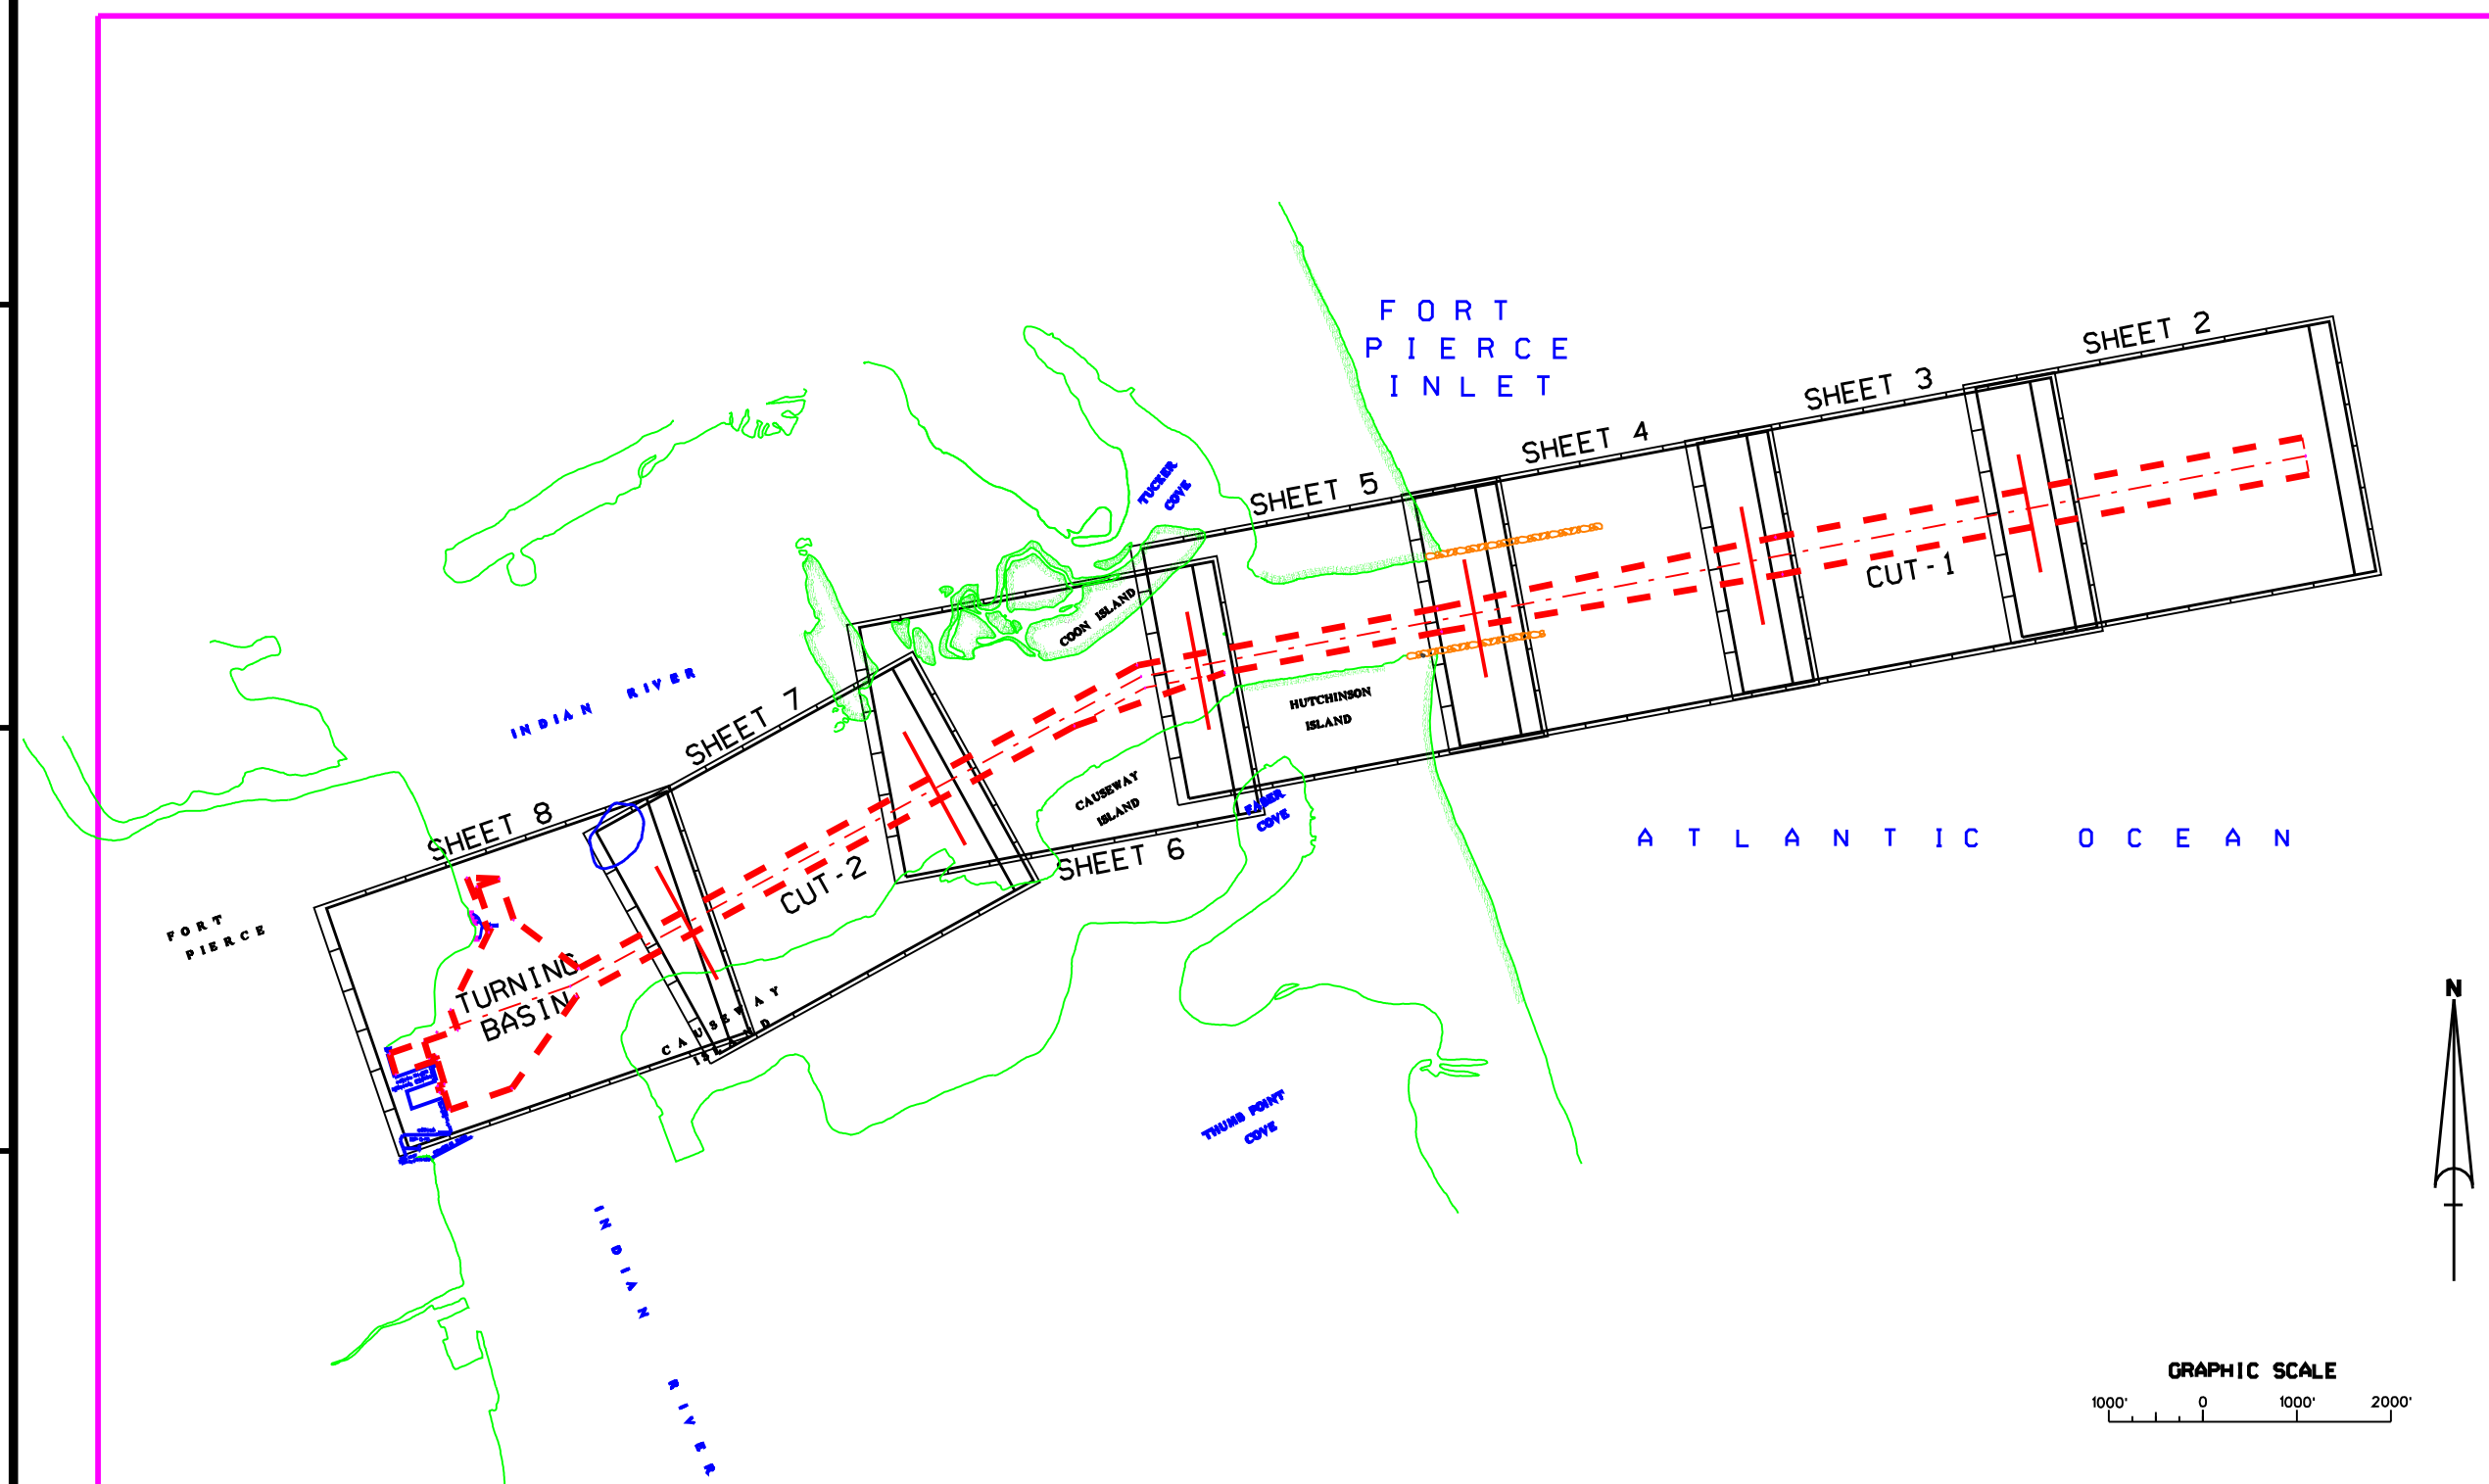 FORT
PIERCE
INLET
SHEET 2
SHEET 3
SHEET 4
SHEET 5
TUCKER
COVE
CUT-1
COON ISLAND
HUTCHINSON
ISLAND
INDIAN RIVER
SHEET 7
CAUSEWAY
ISLAND
FABER
COVE
SHEET 8
SHEET 6
CUT-2
ATLANTIC OCEAN
FORT
PIERCE
TURNING
BASIN
CAUSEWAY
ISLAND
N
THUMB POINT
COVE
INDIAN RIVER
GRAPHIC SCALE
1000' 0 1000' 2000'